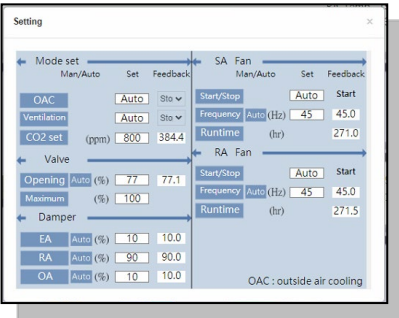 Setting ×
Mode set
Man/Auto Set Feedback
OAC Auto Sto
Ventilation Auto Sto
CO2 set (ppm) 800 384.4
Valve
Opening Auto (%) 77 77.1
Maximum (%) 100
Damper
EA Auto (%) 10 10.0
RA Auto (%) 90 90.0
OA Auto (%) 10 10.0
SA Fan
Man/Auto Set Feedback
Start/Stop Auto Start
Frequency Auto (Hz) 45 45.0
Runtime (hr) 271.0
RA Fan
Start/Stop Auto Start
Frequency Auto (Hz) 45 45.0
Runtime (hr) 271.5
OAC : outside air cooling